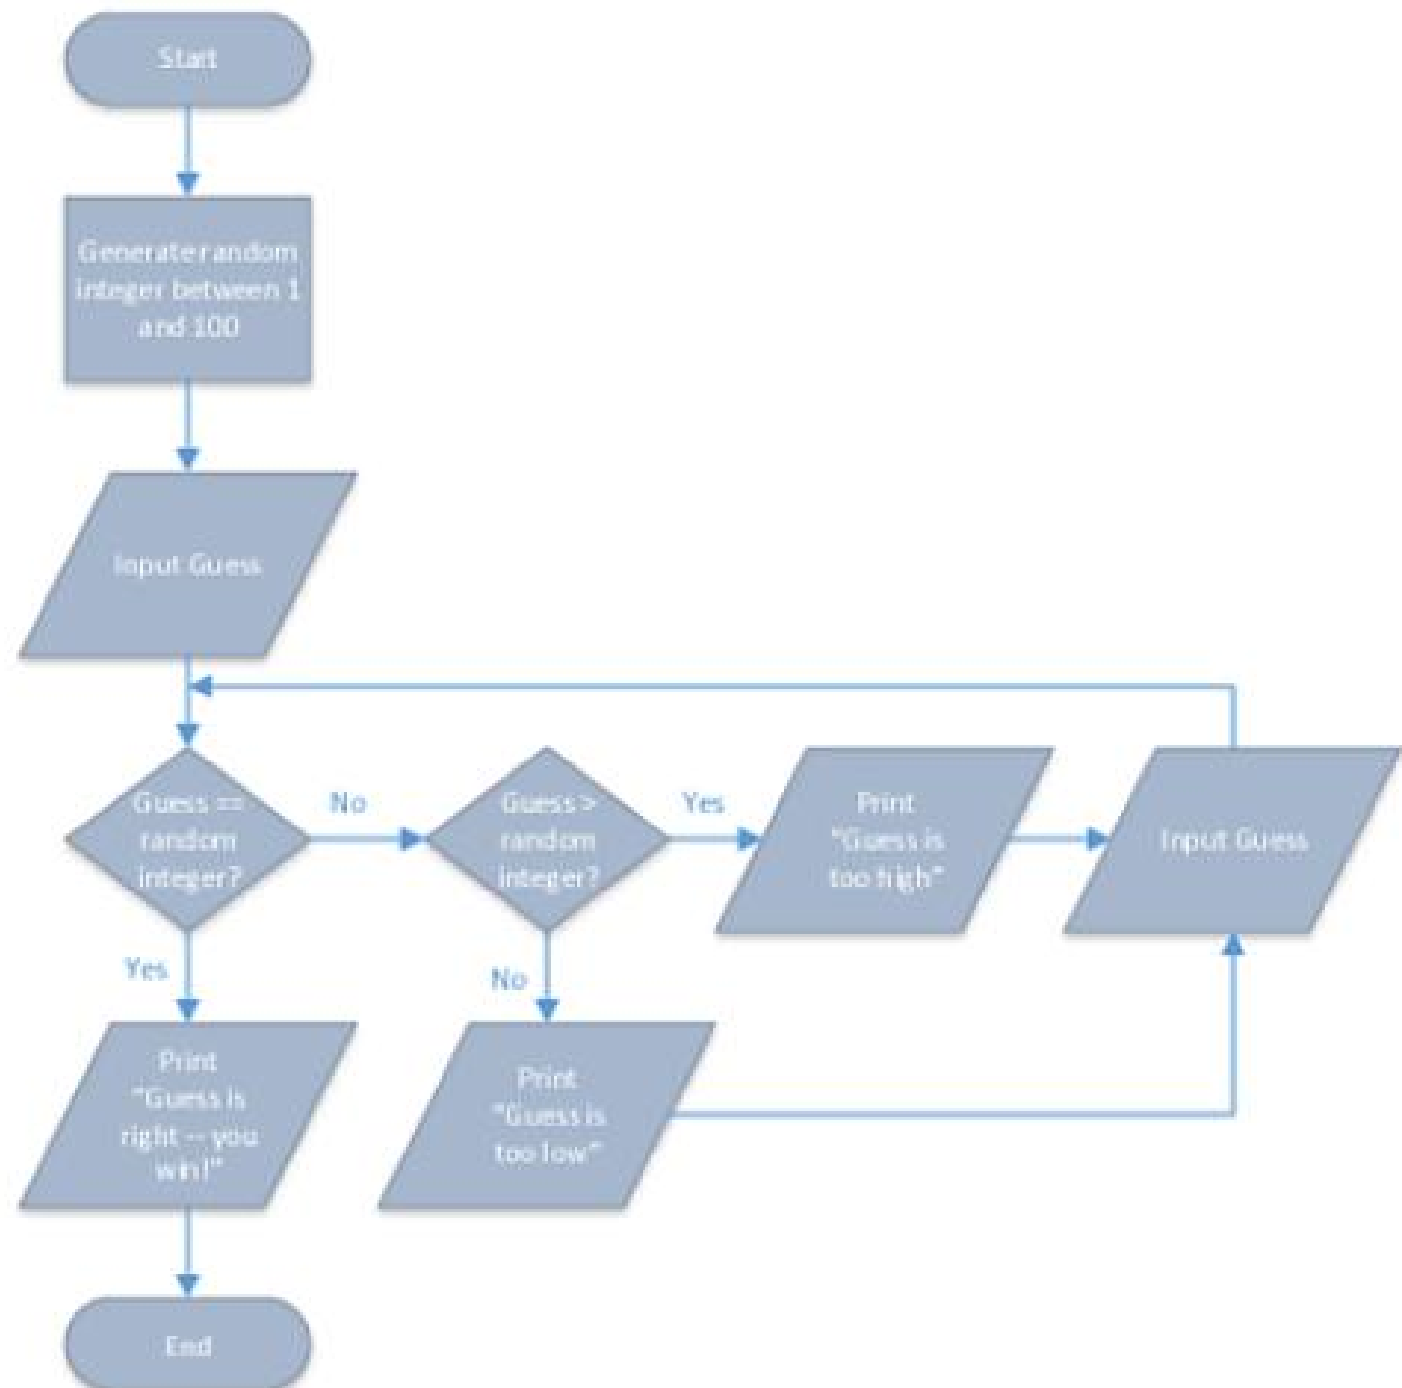 Start
Generate random
integer between 1
and 100
Input Guess
Guess ==
random
integer?
No
Guess >
random
integer?
Yes
Print
"Guess is
too high"
Input Guess
Yes
No
Print
"Guess is
right -- you
win!"
Print
"Guess is
too low"
End